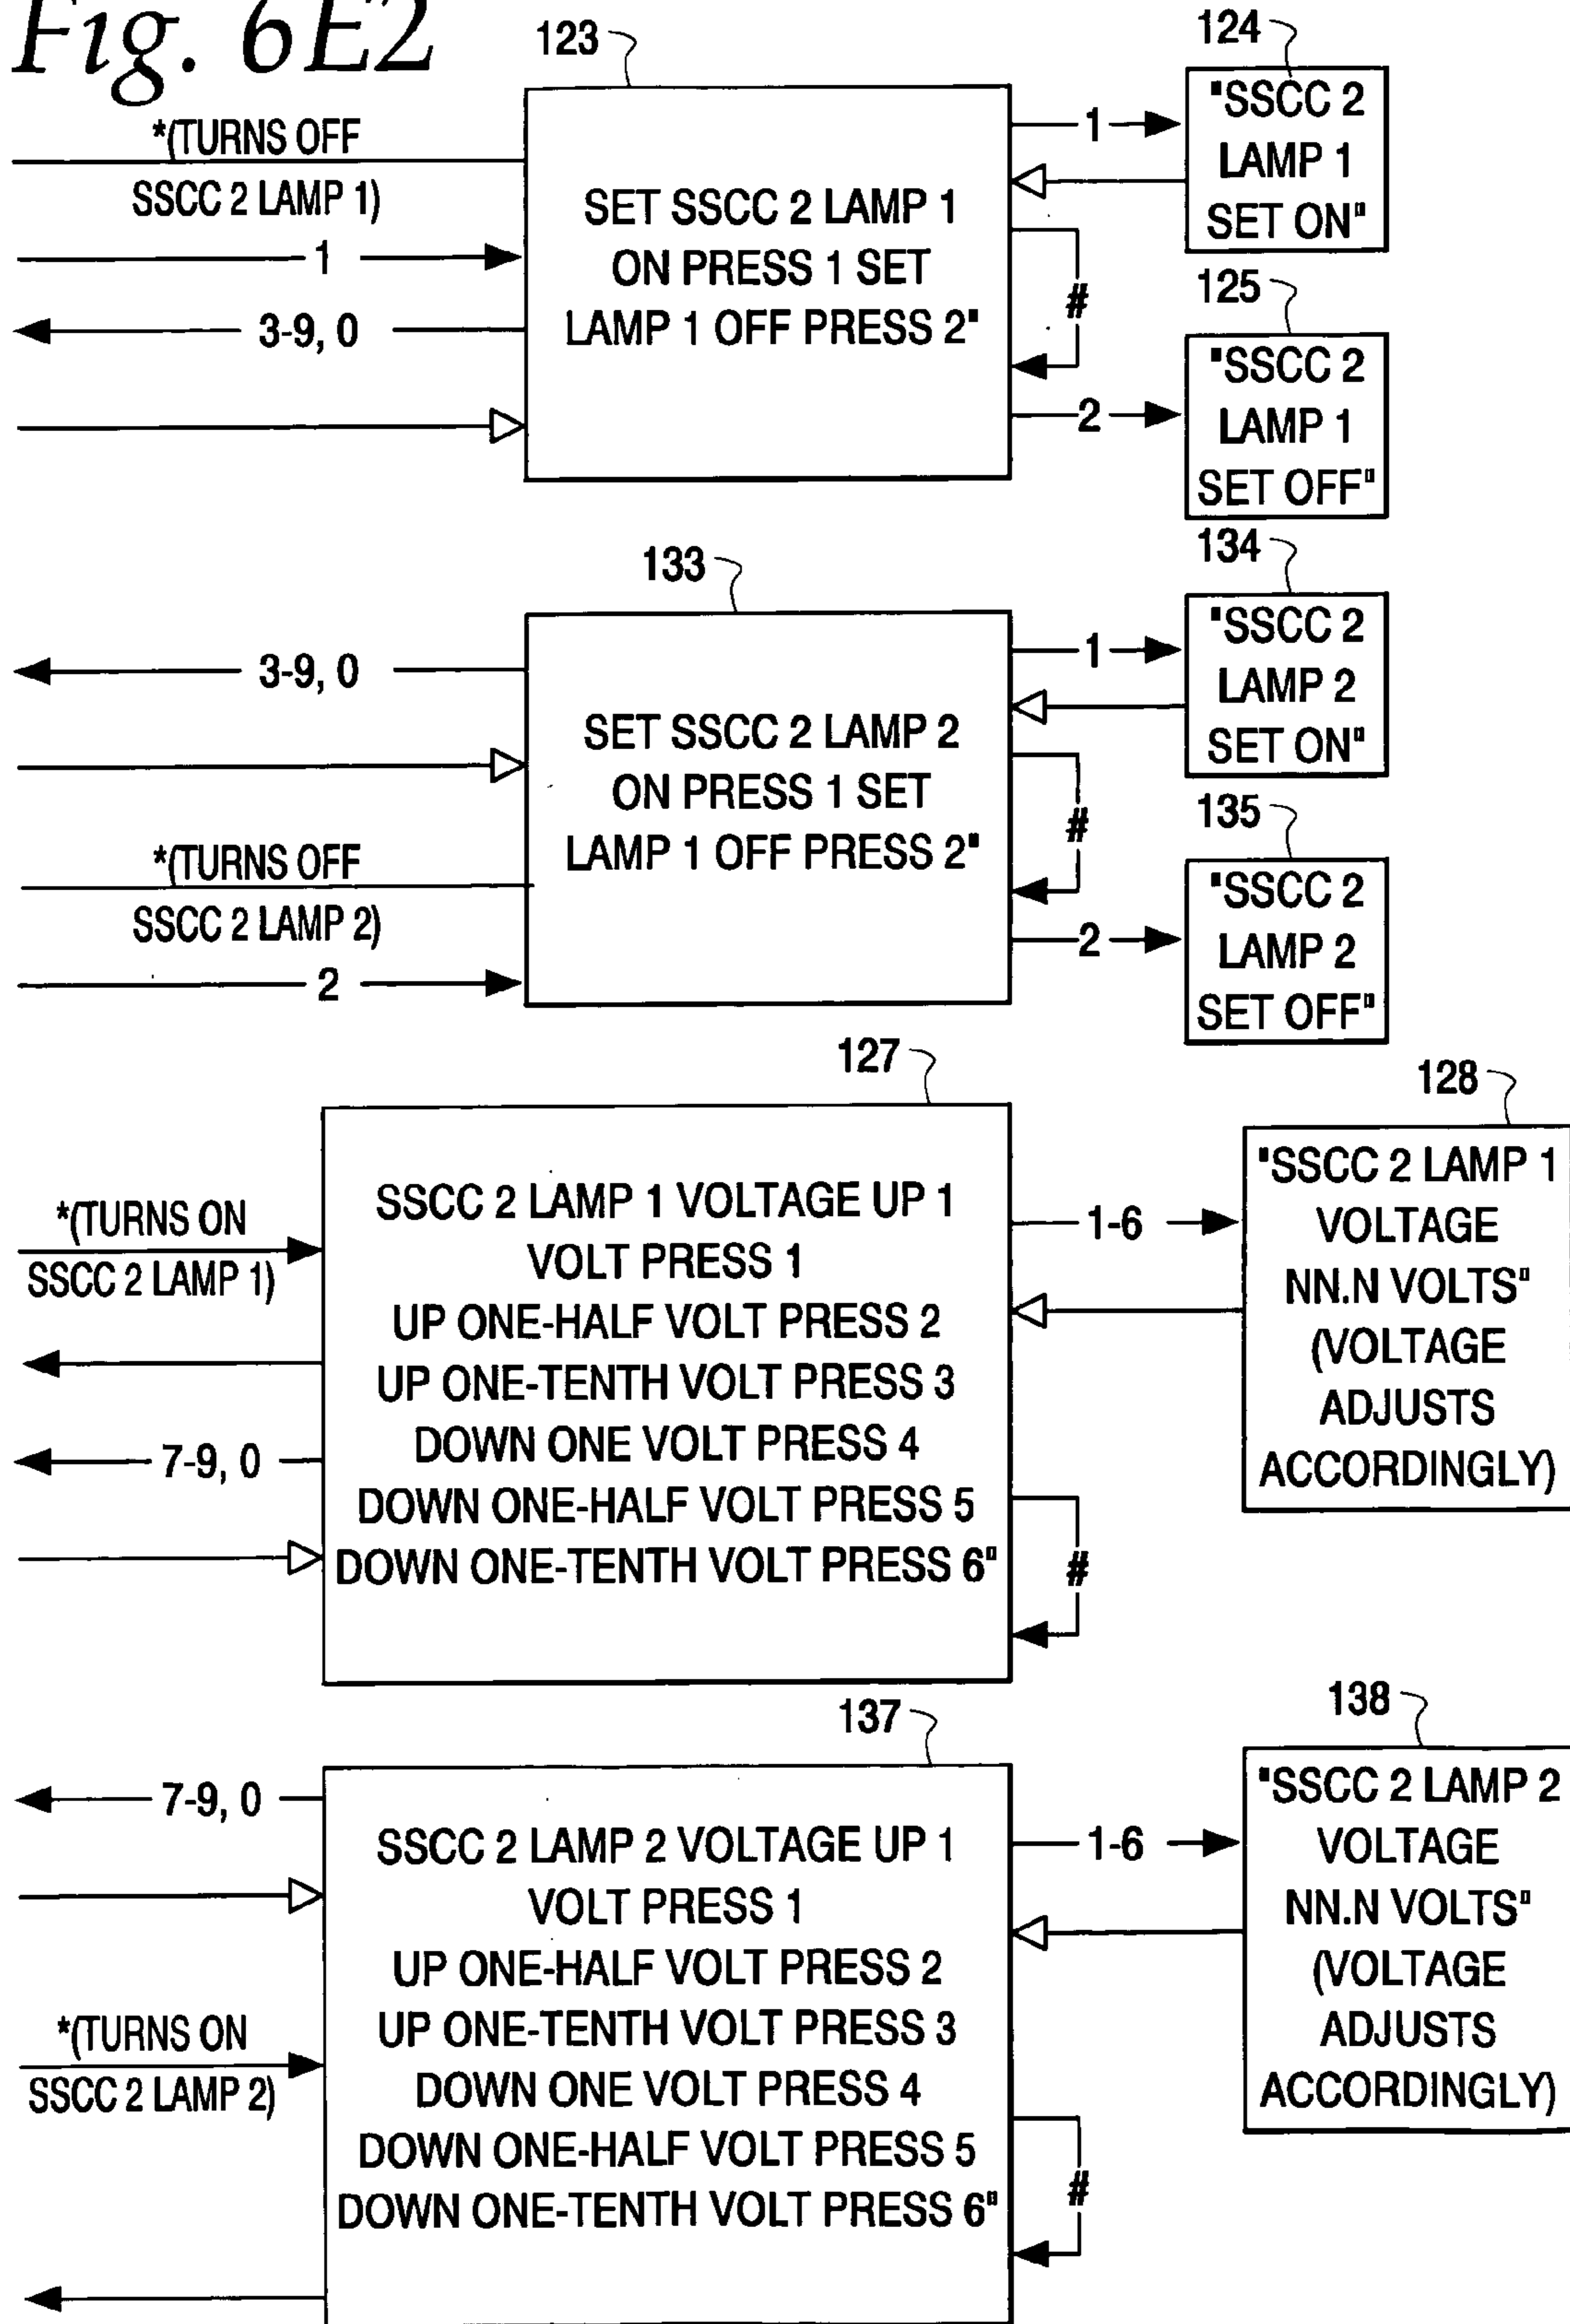 Fig. 6E2
123
*(TURNS OFF
SSCC 2 LAMP 1)
1
3-9, 0
SET SSCC 2 LAMP 1
ON PRESS 1 SET
LAMP 1 OFF PRESS 2"
1
#
2
124
"SSCC 2
LAMP 1
SET ON"
125
"SSCC 2
LAMP 1
SET OFF"
133
3-9, 0
*(TURNS OFF
SSCC 2 LAMP 2)
2
SET SSCC 2 LAMP 2
ON PRESS 1 SET
LAMP 1 OFF PRESS 2"
1
#
2
134
"SSCC 2
LAMP 2
SET ON"
135
"SSCC 2
LAMP 2
SET OFF"
127
*(TURNS ON
SSCC 2 LAMP 1)
7-9, 0
SSCC 2 LAMP 1 VOLTAGE UP 1
VOLT PRESS 1
UP ONE-HALF VOLT PRESS 2
UP ONE-TENTH VOLT PRESS 3
DOWN ONE VOLT PRESS 4
DOWN ONE-HALF VOLT PRESS 5
DOWN ONE-TENTH VOLT PRESS 6"
1-6
#
128
"SSCC 2 LAMP 1
VOLTAGE
NN.N VOLTS"
(VOLTAGE
ADJUSTS
ACCORDINGLY)
137
7-9, 0
*(TURNS ON
SSCC 2 LAMP 2)
SSCC 2 LAMP 2 VOLTAGE UP 1
VOLT PRESS 1
UP ONE-HALF VOLT PRESS 2
UP ONE-TENTH VOLT PRESS 3
DOWN ONE VOLT PRESS 4
DOWN ONE-HALF VOLT PRESS 5
DOWN ONE-TENTH VOLT PRESS 6"
1-6
#
138
"SSCC 2 LAMP 2
VOLTAGE
NN.N VOLTS"
(VOLTAGE
ADJUSTS
ACCORDINGLY)